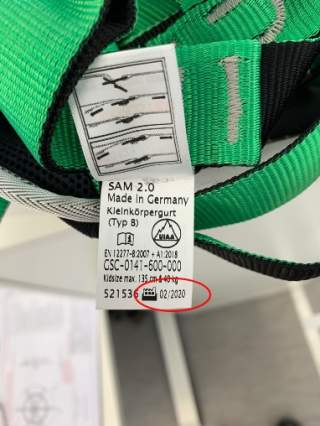 SAM 2.0
Made in Germany
Kleinkörpergurt
(Typ B)
UIAA
EN 12277-B:2007 + A1:2018
GSC-0141-600-000
Kidsize max. 135 cm & 40 kg
521536 02/2020